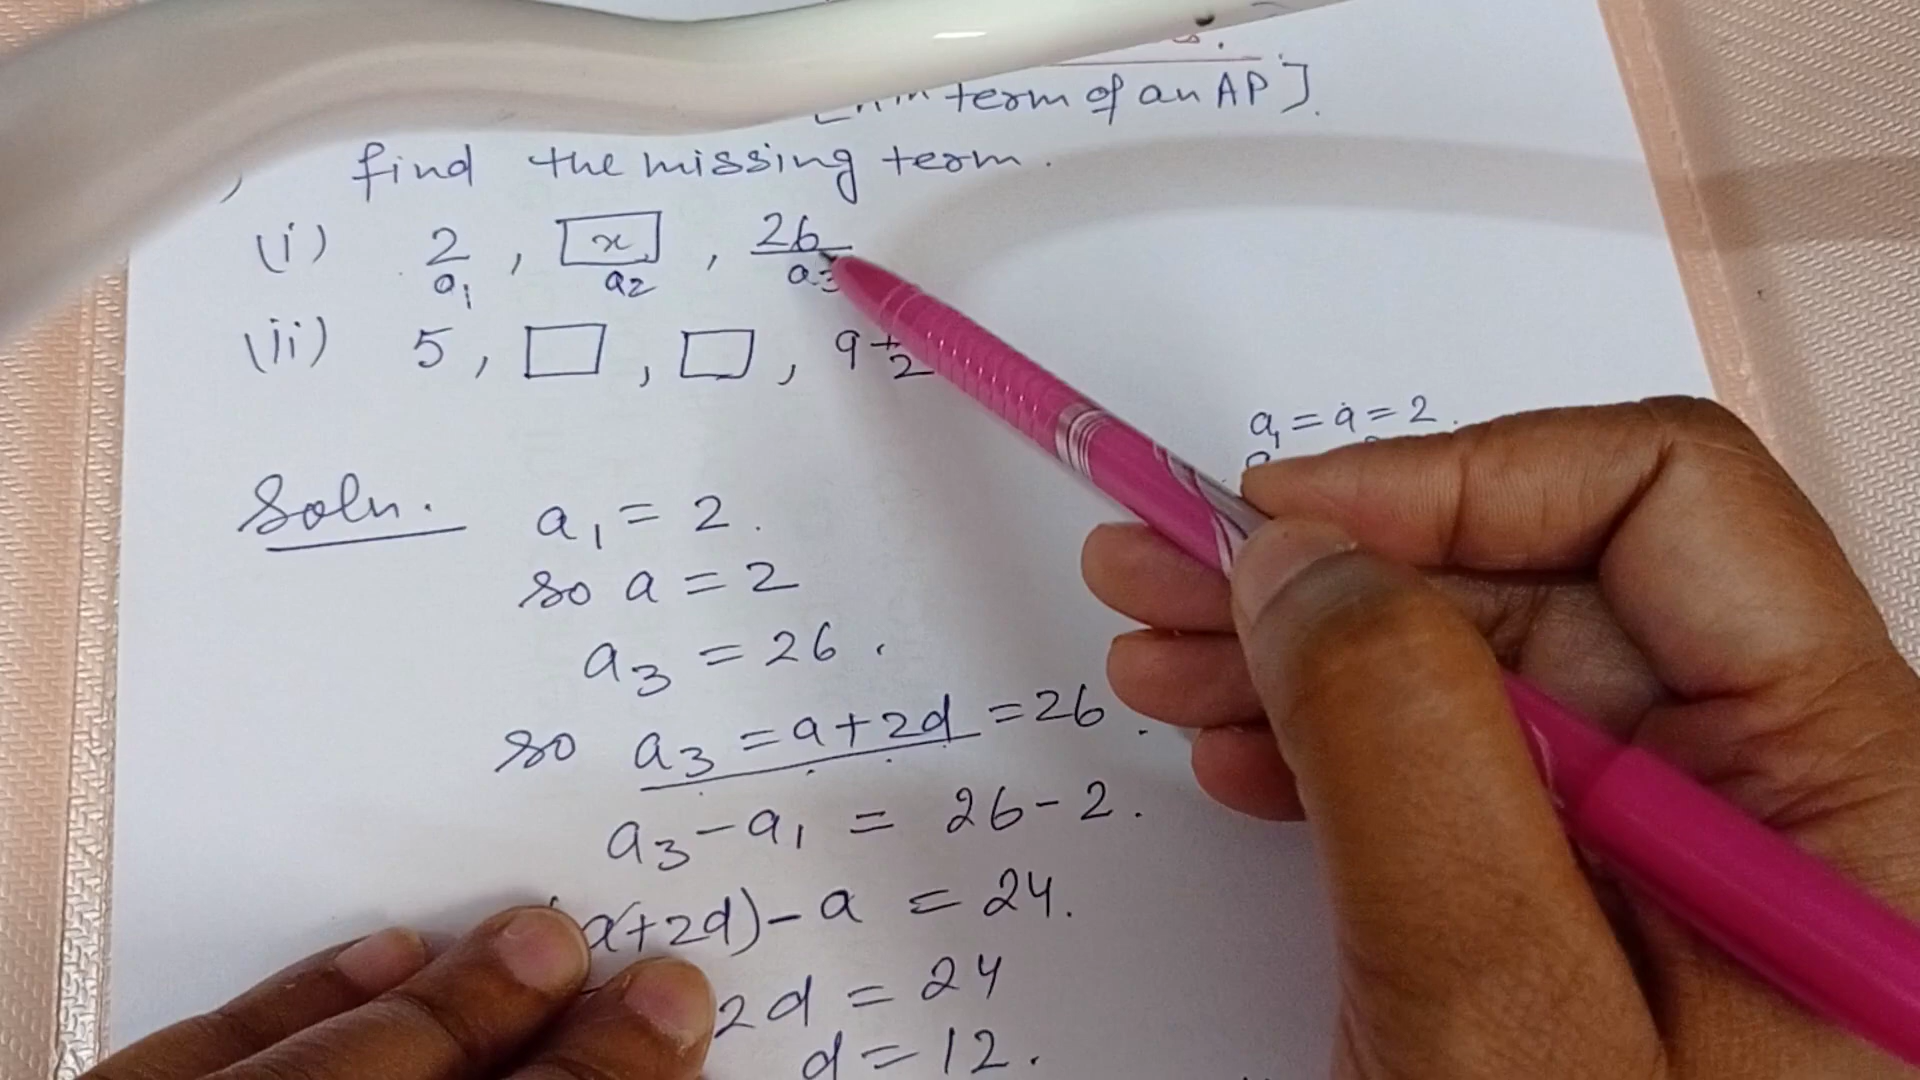 term of an AP].
find the missing term.
(i) 2, x, 26
a1 a2 a3
(ii) 5, □, □, 9
a1 = a = 2.
Soln. a1 = 2.
so a = 2
a3 = 26.
so a3 = a + 2d = 26.
a3 - a1 = 26 - 2.
a + 2d) - a = 24.
2d = 24
d = 12.